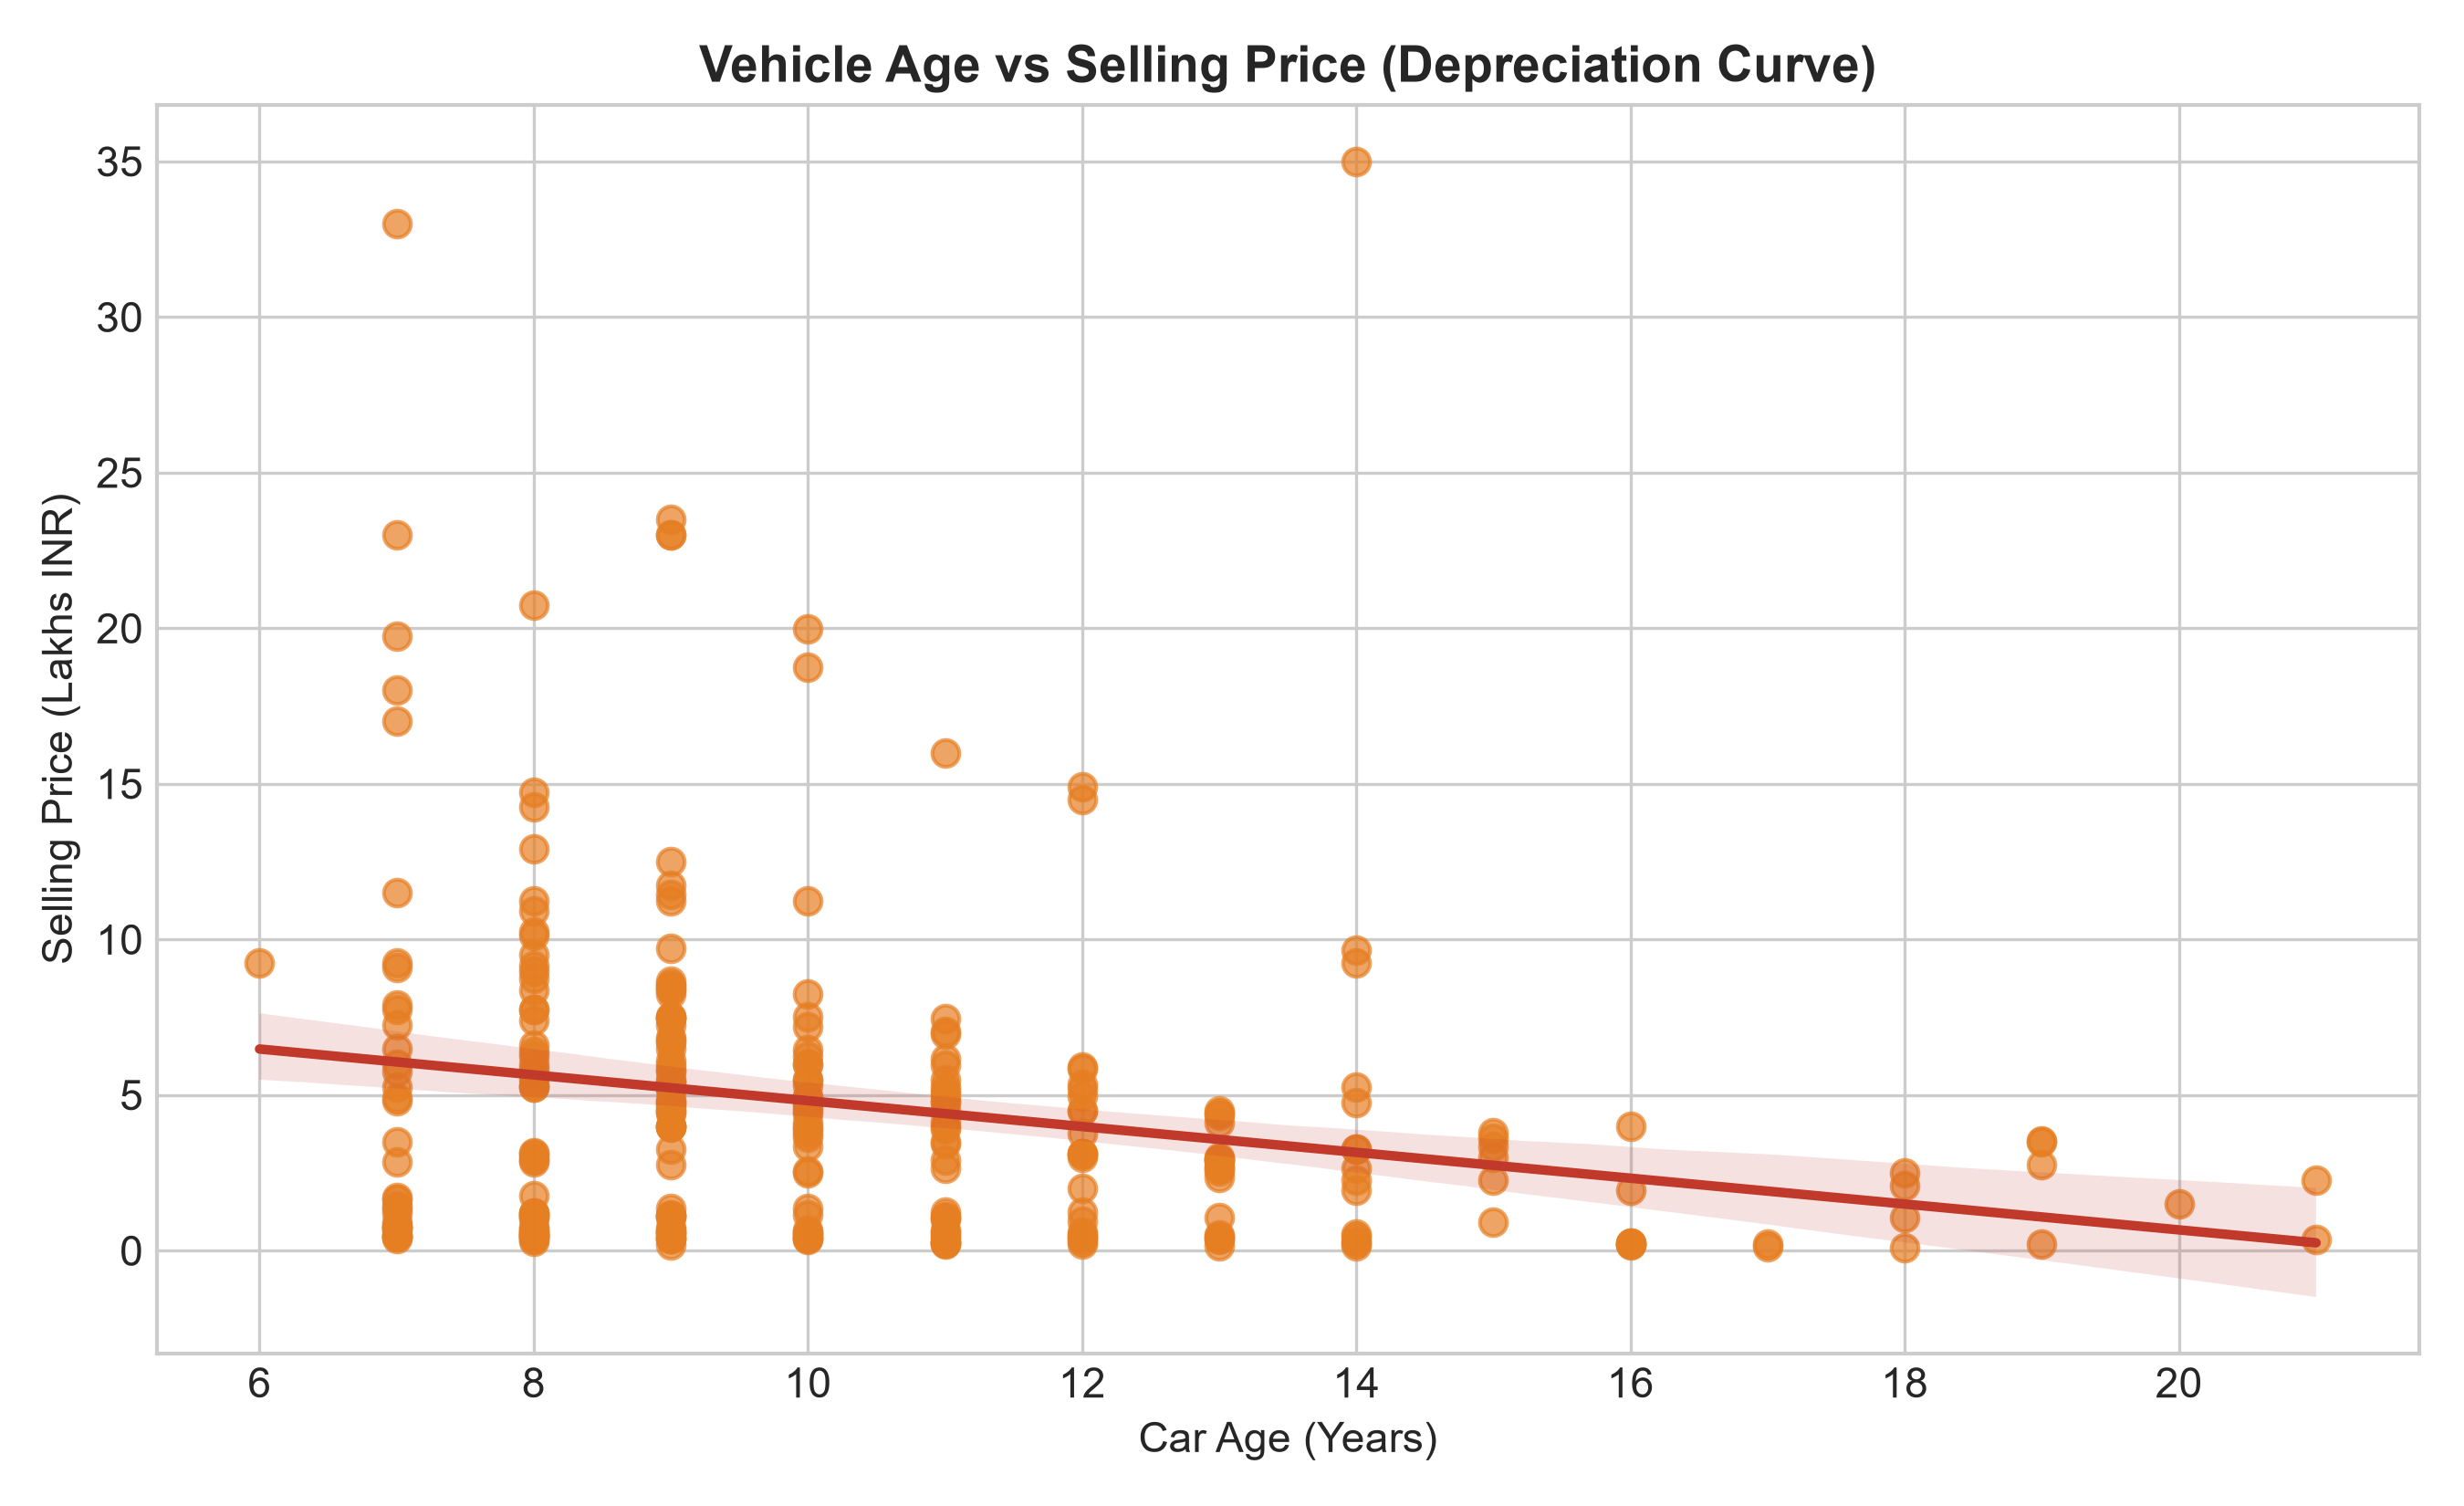 Vehicle Age vs Selling Price (Depreciation Curve)
Selling Price (Lakhs INR)
35
30
25
20
15
10
5
0
6 8 10 12 14 16 18 20
Car Age (Years)